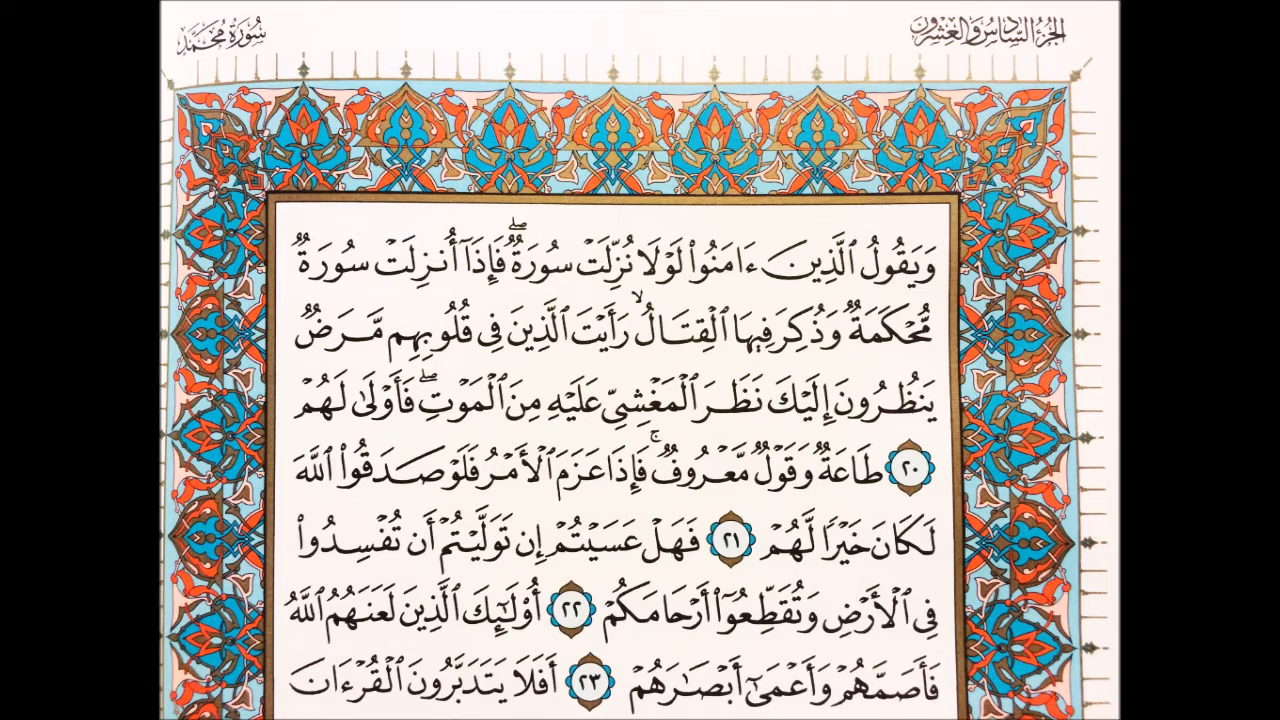 الجزء السادس والعشرون
سورة محمد
وَيَقُولُ ٱلَّذِينَ ءَامَنُوا۟ لَوْلَا نُزِّلَتْ سُورَةٌۖ فَإِذَآ أُنزِلَتْ سُورَةٌ
مُّحْكَمَةٌ وَذُكِرَ فِيهَا ٱلْقِتَالُۙ رَأَيْتَ ٱلَّذِينَ فِى قُلُوبِهِم مَّرَضٌ
يَنظُرُونَ إِلَيْكَ نَظَرَ ٱلْمَغْشِىِّ عَلَيْهِ مِنَ ٱلْمَوْتِۖ فَأَوْلَىٰ لَهُمْ
٢٠ طَاعَةٌ وَقَوْلٌ مَّعْرُوفٌۚ فَإِذَا عَزَمَ ٱلْأَمْرُ فَلَوْ صَدَقُوا۟ ٱللَّهَ
لَكَانَ خَيْرًا لَّهُمْ ٢١ فَهَلْ عَسَيْتُمْ إِن تَوَلَّيْتُمْ أَن تُفْسِدُوا۟
فِى ٱلْأَرْضِ وَتُقَطِّعُوٓا۟ أَرْحَامَكُمْ ٢٢ أُو۟لَٰٓئِكَ ٱلَّذِينَ لَعَنَهُمُ ٱللَّهُ
فَأَصَمَّهُمْ وَأَعْمَىٰٓ أَبْصَٰرَهُمْ ٢٣ أَفَلَا يَتَدَبَّرُونَ ٱلْقُرْءَانَ